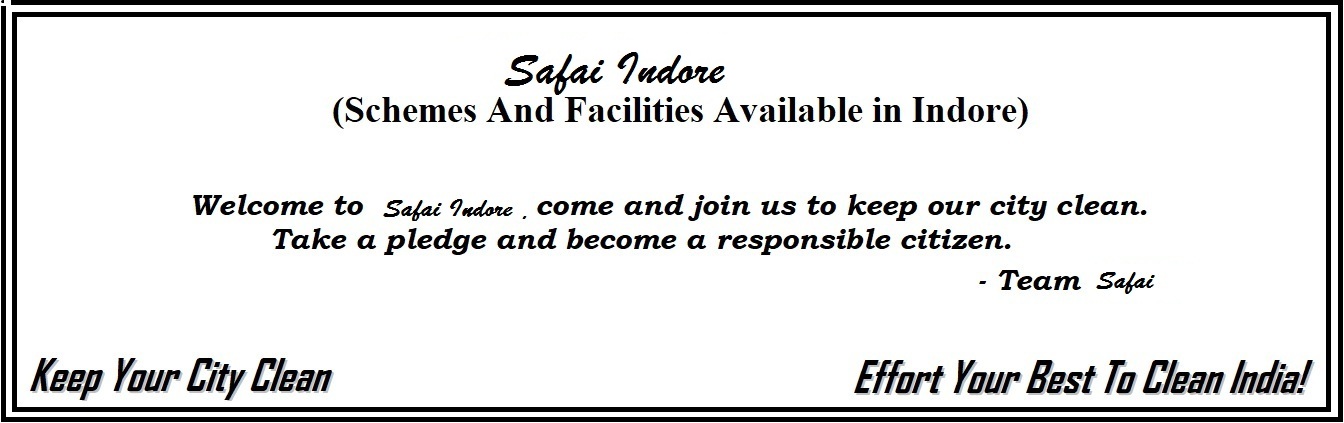 Safai Indore
(Schemes And Facilities Available in Indore)
Welcome to Safai Indore , come and join us to keep our city clean.
Take a pledge and become a responsible citizen.
- Team Safai
Keep Your City Clean
Effort Your Best To Clean India!